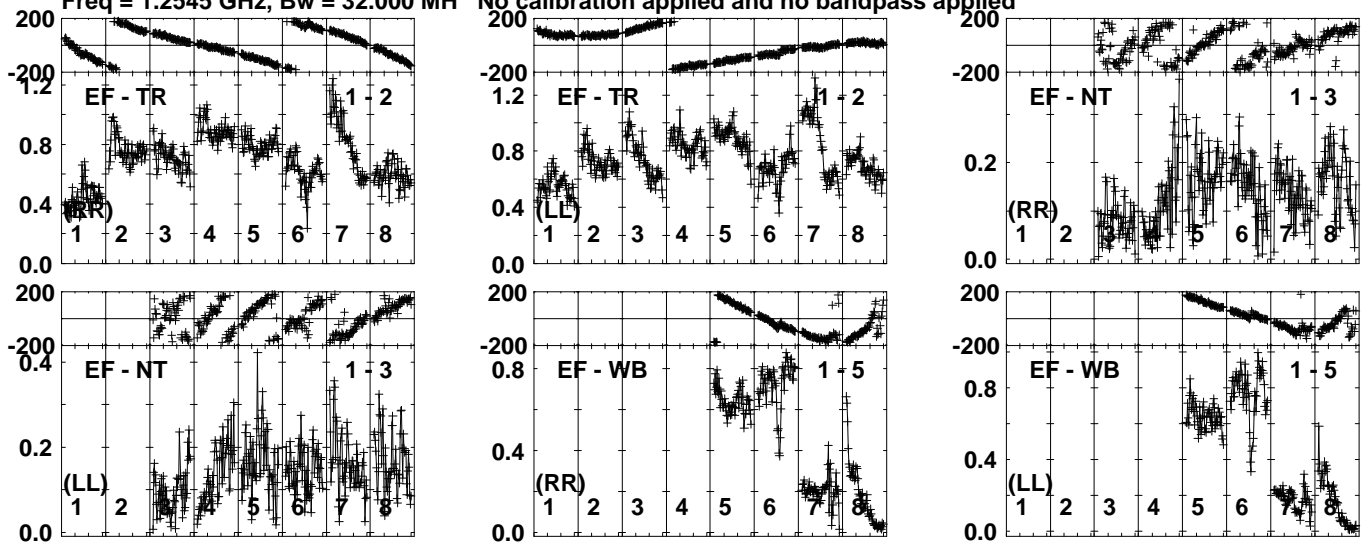 Freq = 1.2545 GHz, Bw = 32.000 MH No calibration applied and no bandpass applied
200
-200
1.2
0.8
0.4
0.0
EF - TR 1 - 2
(RR)
1 2 3 4 5 6 7 8
200
-200
1.2
0.8
0.4
0.0
EF - TR 1 - 2
(LL)
1 2 3 4 5 6 7 8
200
-200
0.2
0.0
EF - NT 1 - 3
(RR)
1 2 3 4 5 6 7 8
200
-200
0.4
0.2
0.0
EF - NT 1 - 3
(LL)
1 2 3 4 5 6 7 8
200
-200
0.8
0.4
0.0
EF - WB 1 - 5
(RR)
1 2 3 4 5 6 7 8
200
-200
0.8
0.4
0.0
EF - WB 1 - 5
(LL)
1 2 3 4 5 6 7 8